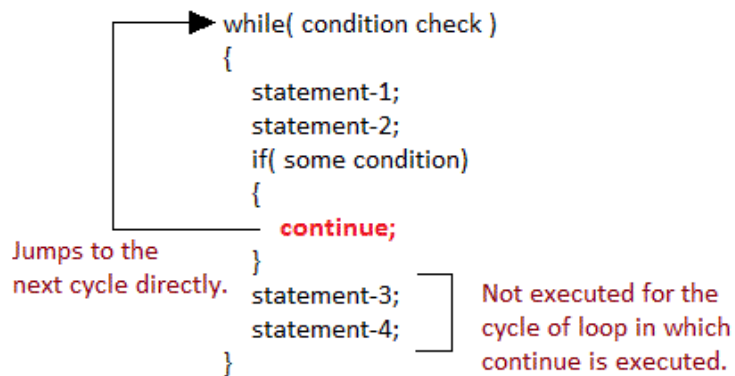 while( condition check )
{
statement-1;
statement-2;
if( some condition)
{
continue;
}
Jumps to the
next cycle directly.
statement-3;
statement-4;
}
Not executed for the
cycle of loop in which
continue is executed.